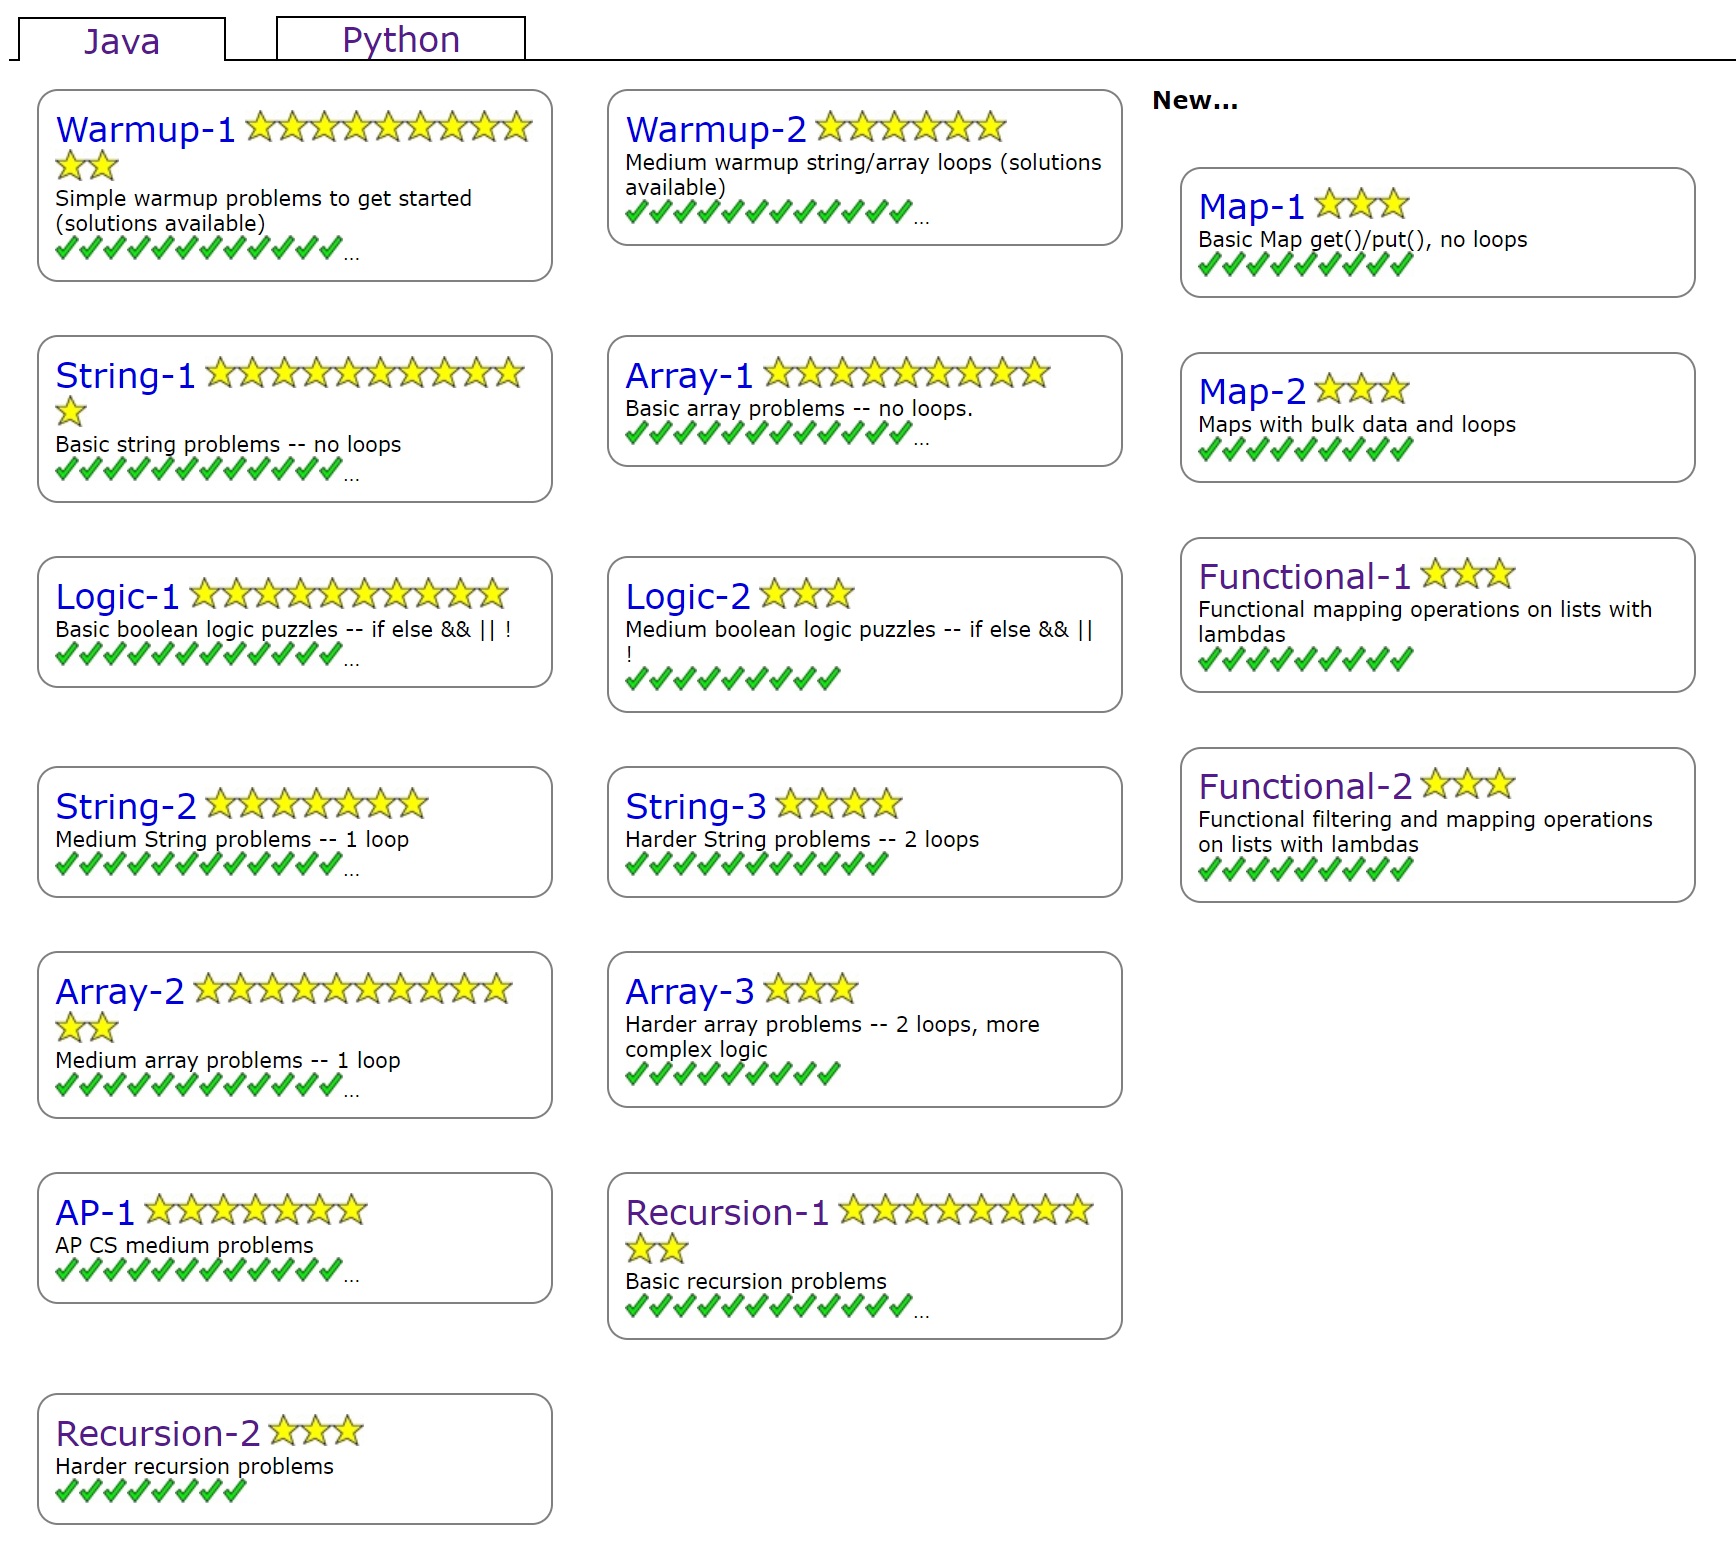 Java
Python
Warmup-1
Simple warmup problems to get started
(solutions available)
...
Warmup-2
Medium warmup string/array loops (solutions
available)
...
New...
Map-1
Basic Map get()/put(), no loops
String-1
Basic string problems -- no loops
...
Array-1
Basic array problems -- no loops.
...
Map-2
Maps with bulk data and loops
Logic-1
Basic boolean logic puzzles -- if else && || !
...
Logic-2
Medium boolean logic puzzles -- if else && ||
!
Functional-1
Functional mapping operations on lists with
lambdas
String-2
Medium String problems -- 1 loop
...
String-3
Harder String problems -- 2 loops
Functional-2
Functional filtering and mapping operations
on lists with lambdas
Array-2
Medium array problems -- 1 loop
...
Array-3
Harder array problems -- 2 loops, more
complex logic
AP-1
AP CS medium problems
...
Recursion-1
Basic recursion problems
...
Recursion-2
Harder recursion problems